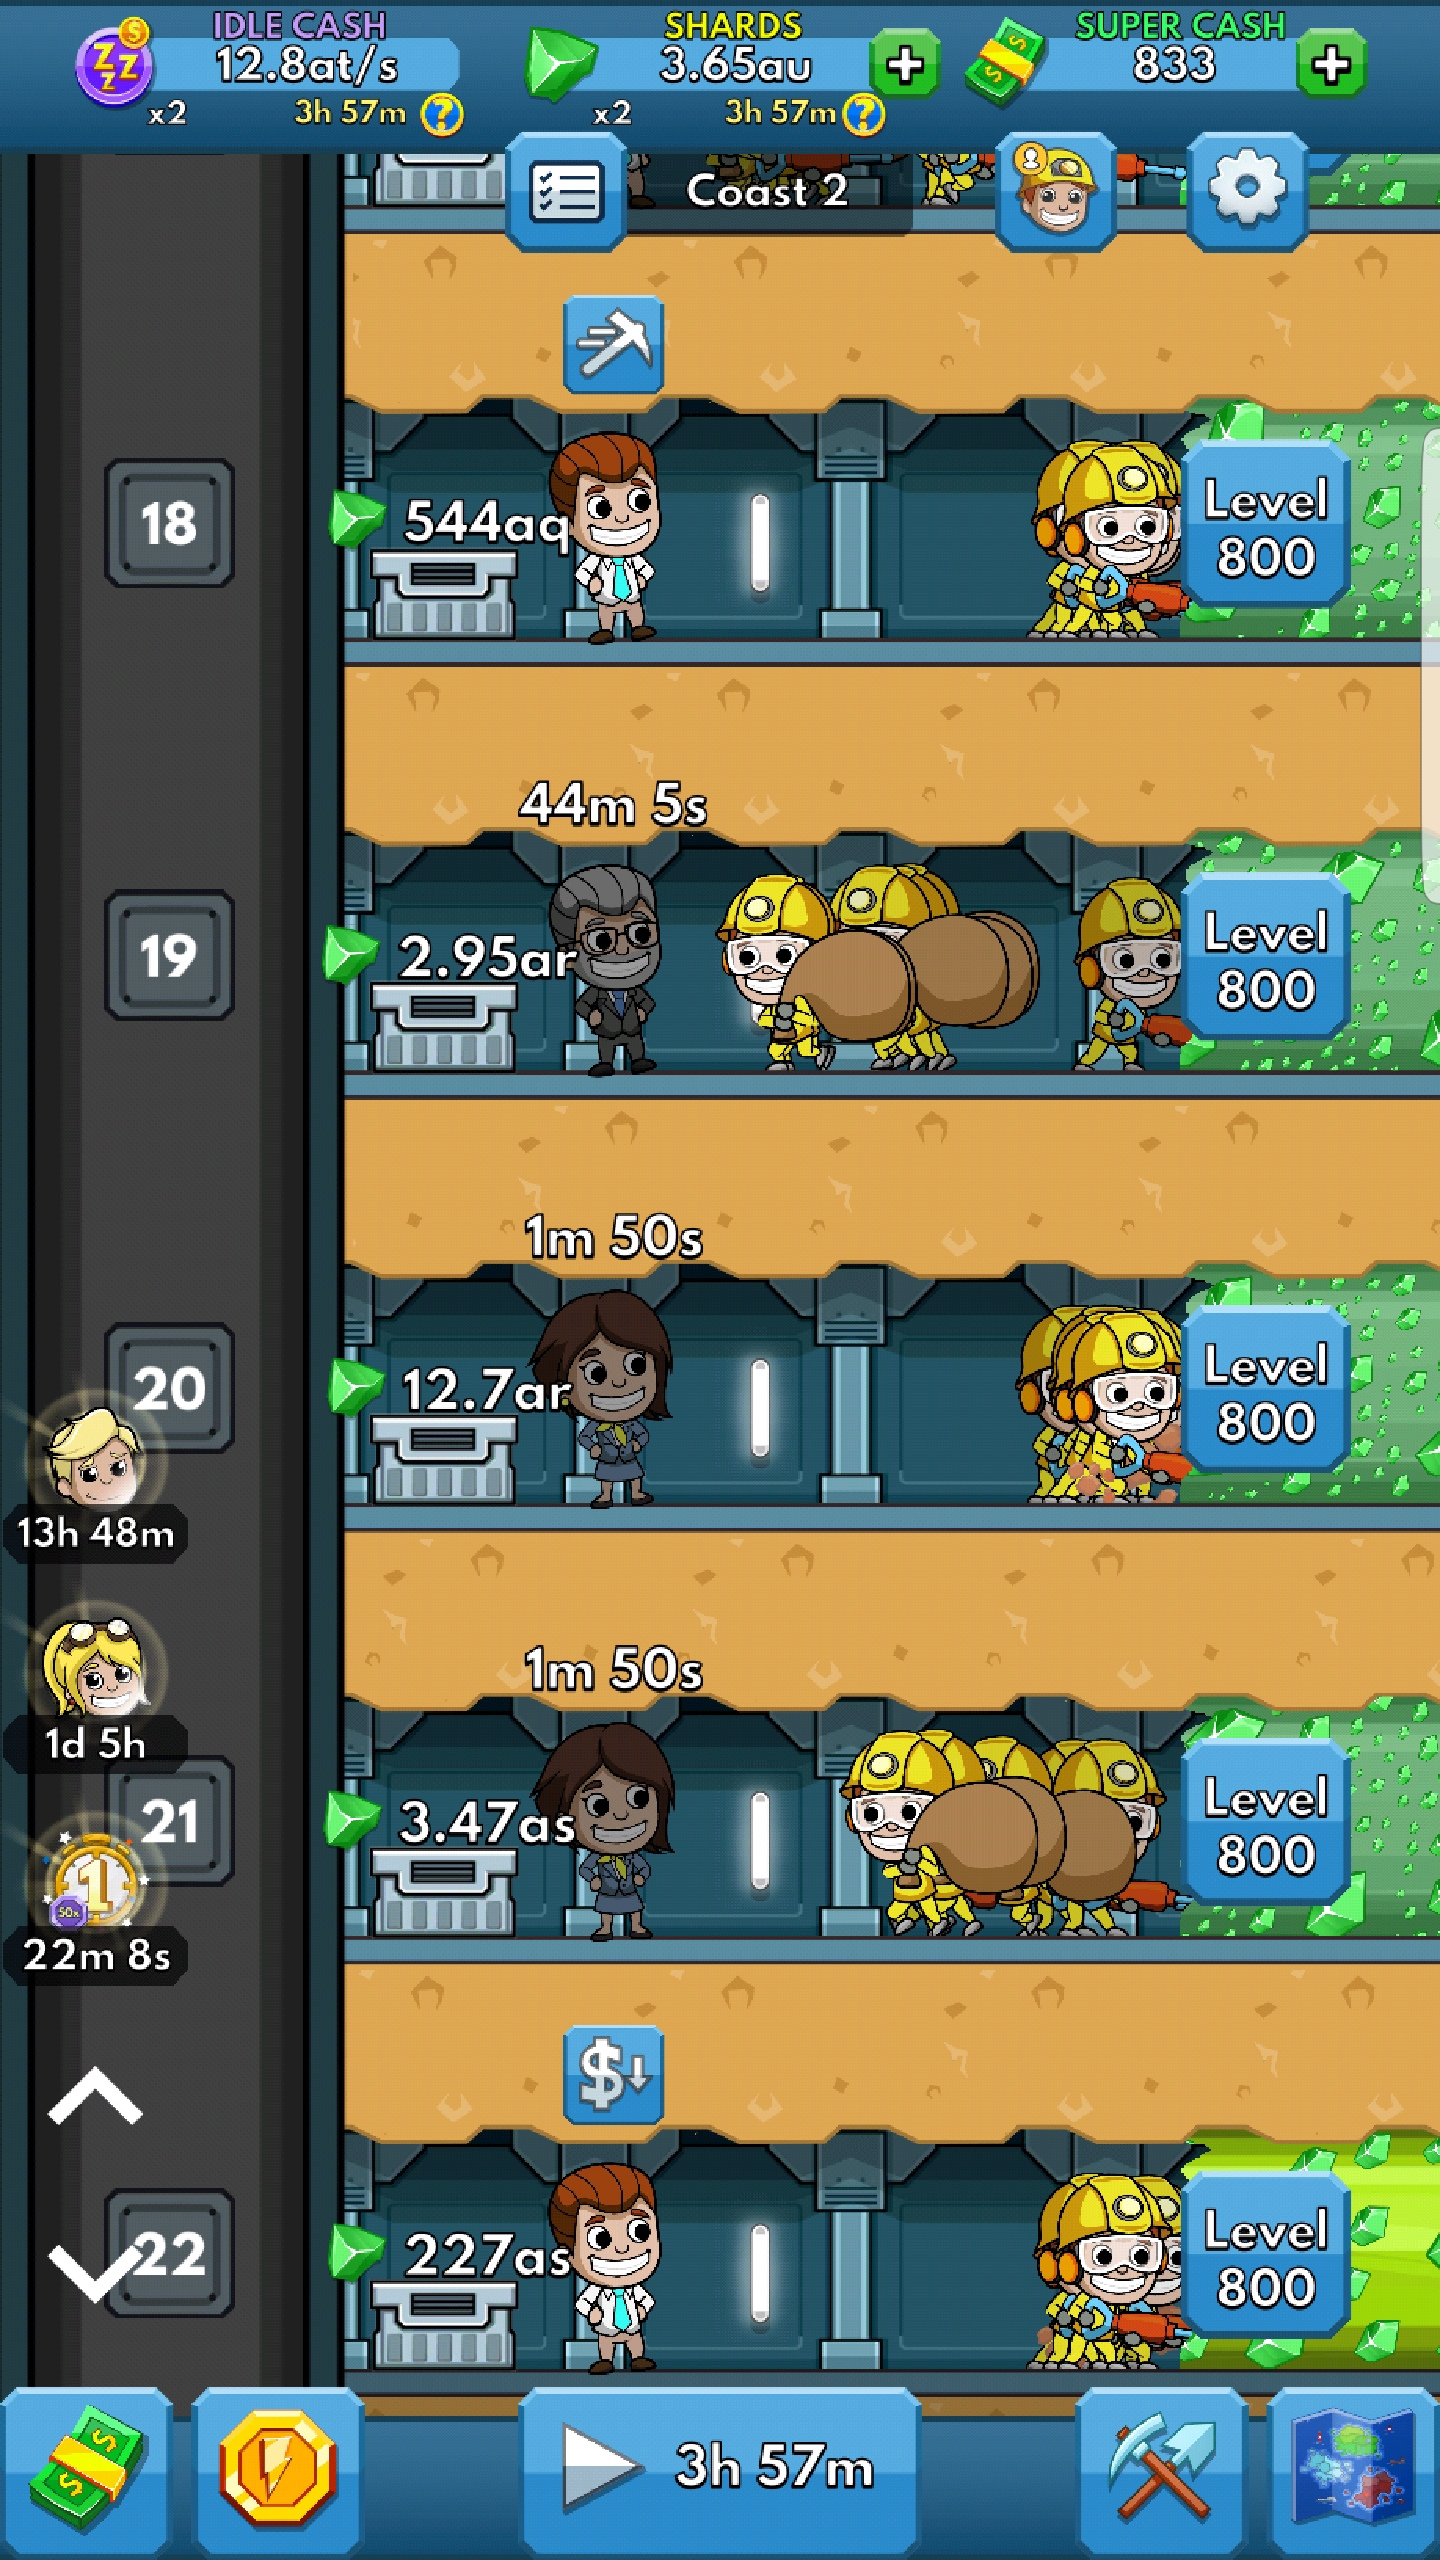 IDLE CASH
12.8at/s
x2
3h 57m
?
SHARDS
3.65au
x2
3h 57m
?
SUPER CASH
833
Coast 2
18
544aq
Level
800
44m 5s
19
2.95ar
Level
800
1m 50s
20
12.7ar
Level
800
13h 48m
1m 50s
1d 5h
21
3.47as
Level
800
1
50x
22m 8s
22
227as
Level
800
3h 57m